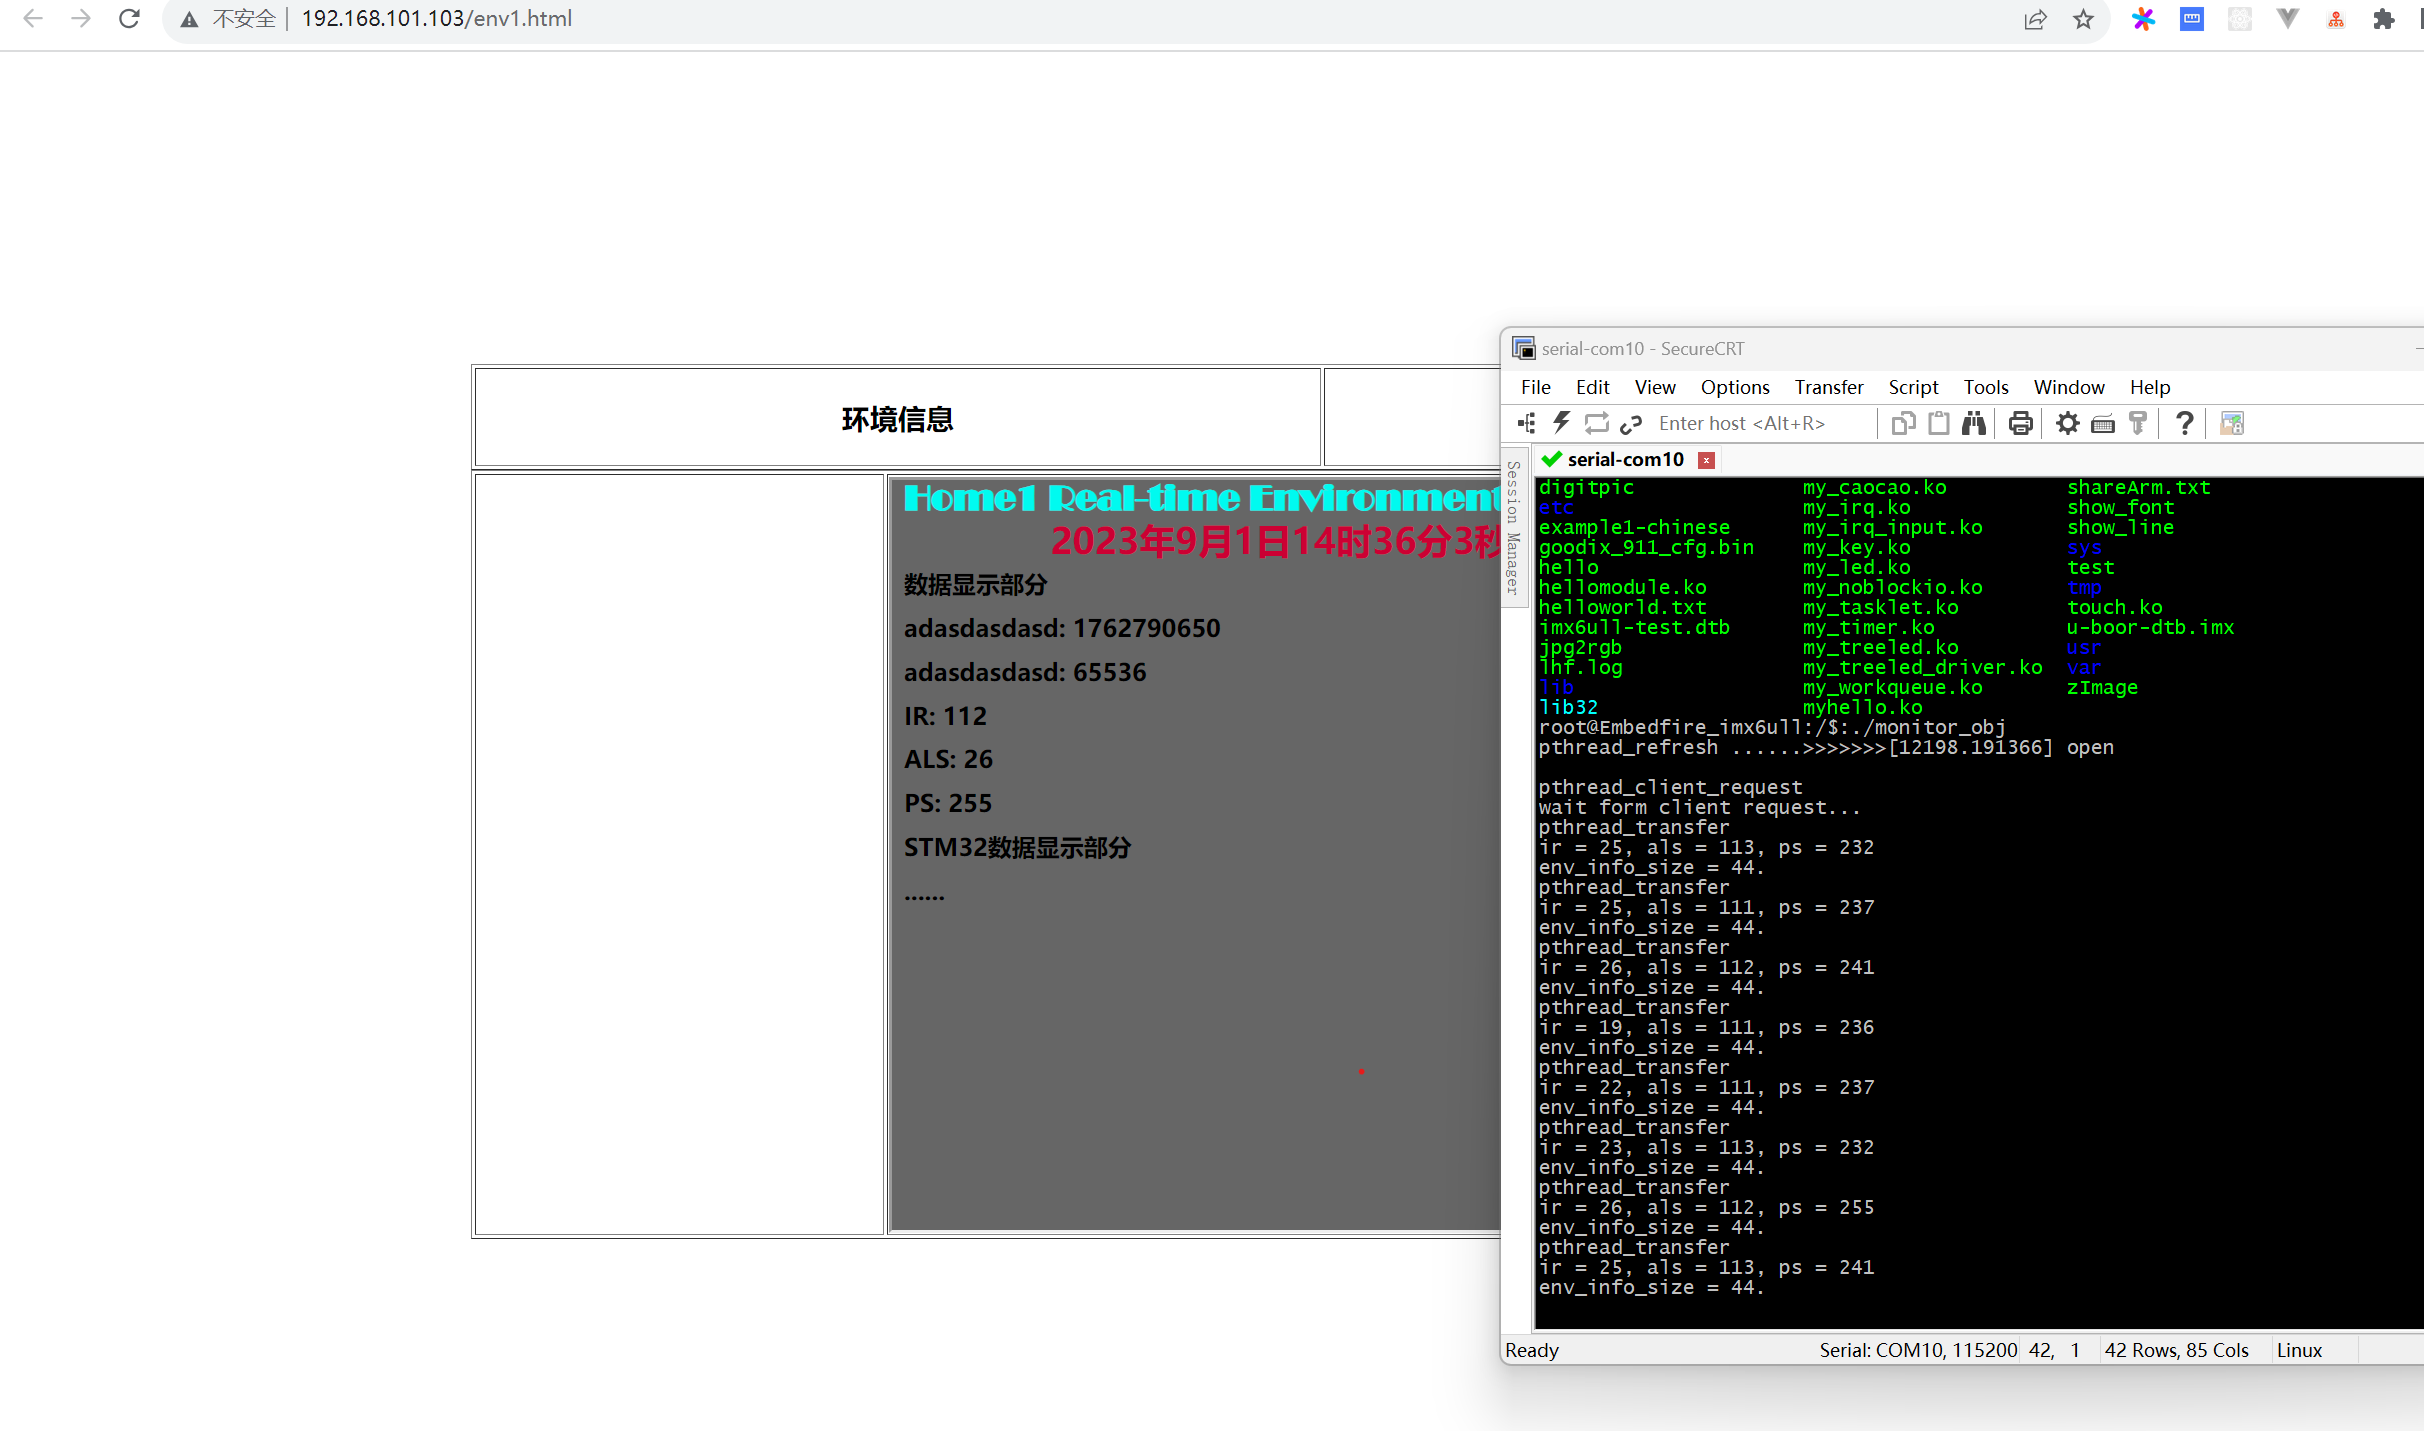 不安全 192.168.101.103/env1.html
环境信息
Home1 Real-time Environment
2023年9月1日14时36分3秒
数据显示部分
adasdasdasd: 1762790650
adasdasdasd: 65536
IR: 112
ALS: 26
PS: 255
STM32数据显示部分
......
serial-com10 - SecureCRT
File Edit View Options Transfer Script Tools Window Help
Enter host <Alt+R>
Session Manager
serial-com10
digitpic my_caocao.ko shareArm.txt
etc my_irq.ko show_font
example1-chinese my_irq_input.ko show_line
goodix_911_cfg.bin my_key.ko sys
hello my_led.ko test
hellomodule.ko my_noblockio.ko tmp
helloworld.txt my_tasklet.ko touch.ko
imx6ull-test.dtb my_timer.ko u-boor-dtb.imx
jpg2rgb my_treeled.ko usr
lhf.log my_treeled_driver.ko var
lib my_workqueue.ko zImage
lib32 myhello.ko
root@Embedfire_imx6ull:/$:./monitor_obj
pthread_refresh ......>>>>>>>[12198.191366] open
pthread_client_request
wait form client request...
pthread_transfer
ir = 25, als = 113, ps = 232
env_info_size = 44.
pthread_transfer
ir = 25, als = 111, ps = 237
env_info_size = 44.
pthread_transfer
ir = 26, als = 112, ps = 241
env_info_size = 44.
pthread_transfer
ir = 19, als = 111, ps = 236
env_info_size = 44.
pthread_transfer
ir = 22, als = 111, ps = 237
env_info_size = 44.
pthread_transfer
ir = 23, als = 113, ps = 232
env_info_size = 44.
pthread_transfer
ir = 26, als = 112, ps = 255
env_info_size = 44.
pthread_transfer
ir = 25, als = 113, ps = 241
env_info_size = 44.
Ready Serial: COM10, 115200 42, 1 42 Rows, 85 Cols Linux